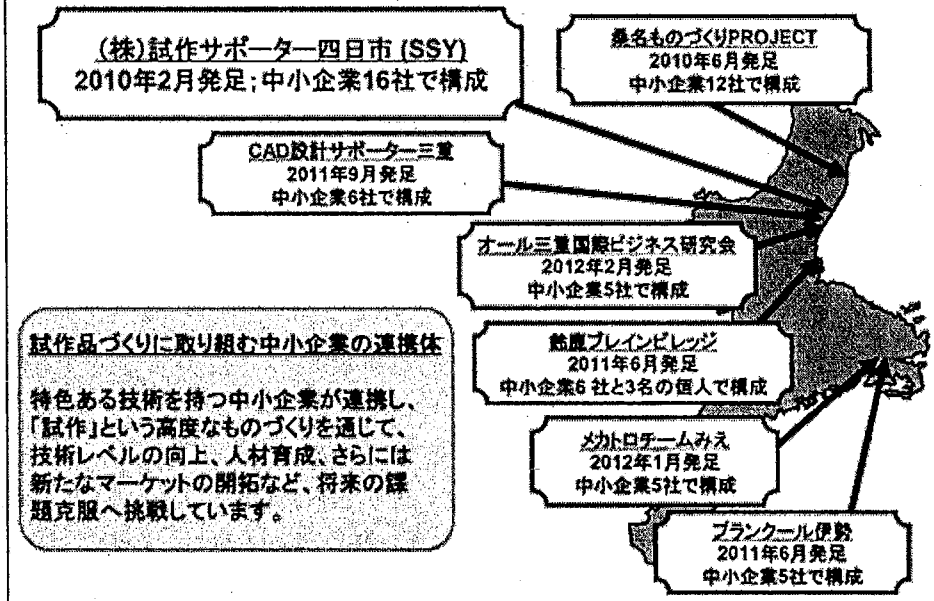 (株)試作サポーター四日市 (SSY)
2010年2月発足;中小企業16社で構成
桑名ものづくりPROJECT
2010年6月発足
中小企業12社で構成
CAD設計サポーター三重
2011年9月発足
中小企業6社で構成
オール三重国際ビジネス研究会
2012年2月発足
中小企業5社で構成
鈴鹿ブレインビレッジ
2011年6月発足
中小企業6 社と3名の個人で構成
メカトロチームみえ
2012年1月発足
中小企業5社で構成
ブランクール伊勢
2011年6月発足
中小企業5社で構成
試作品づくりに取り組む中小企業の連携体
特色ある技術を持つ中小企業が連携し、
「試作」という高度なものづくりを通じて、
技術レベルの向上、人材育成、さらには
新たなマーケットの開拓など、将来の課
題克服へ挑戦しています。